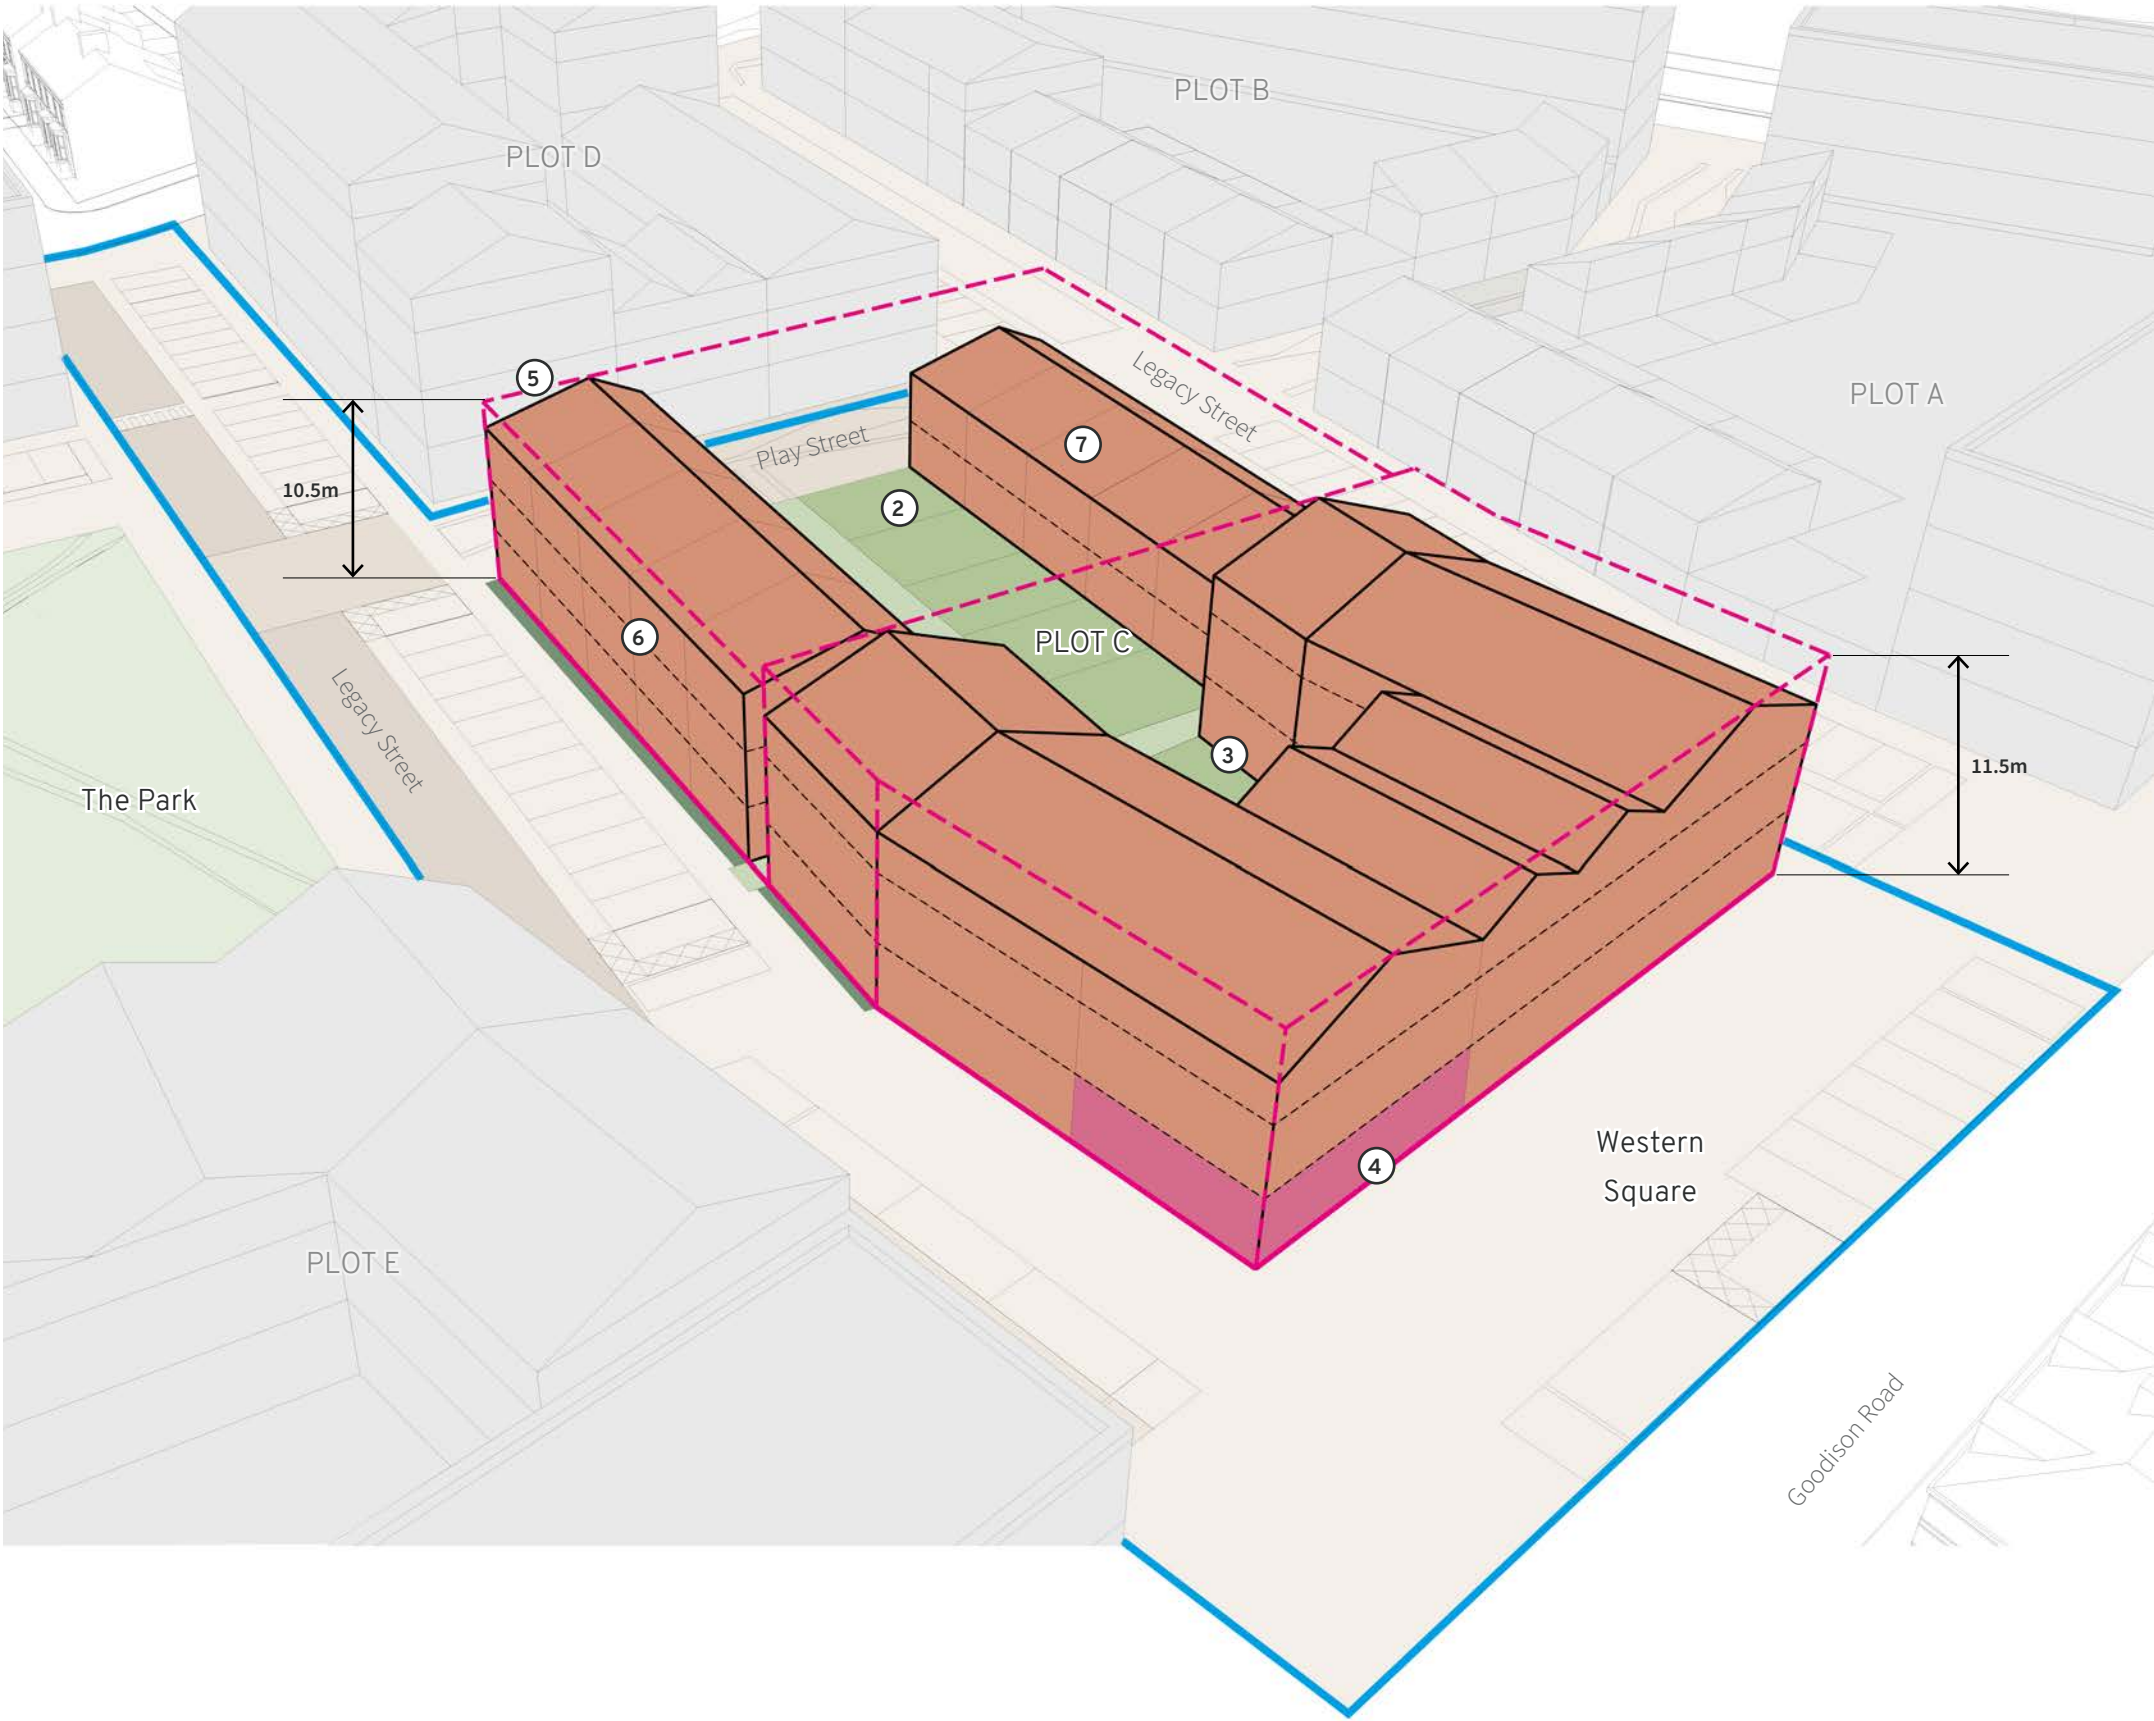 PLOT B
PLOT D
Legacy Street
5
PLOT A
7
Play Street
10.5m
2
6
PLOT C
Legacy Street
3
11.5m
The Park
Western
Square
4
PLOT E
Goodison Road